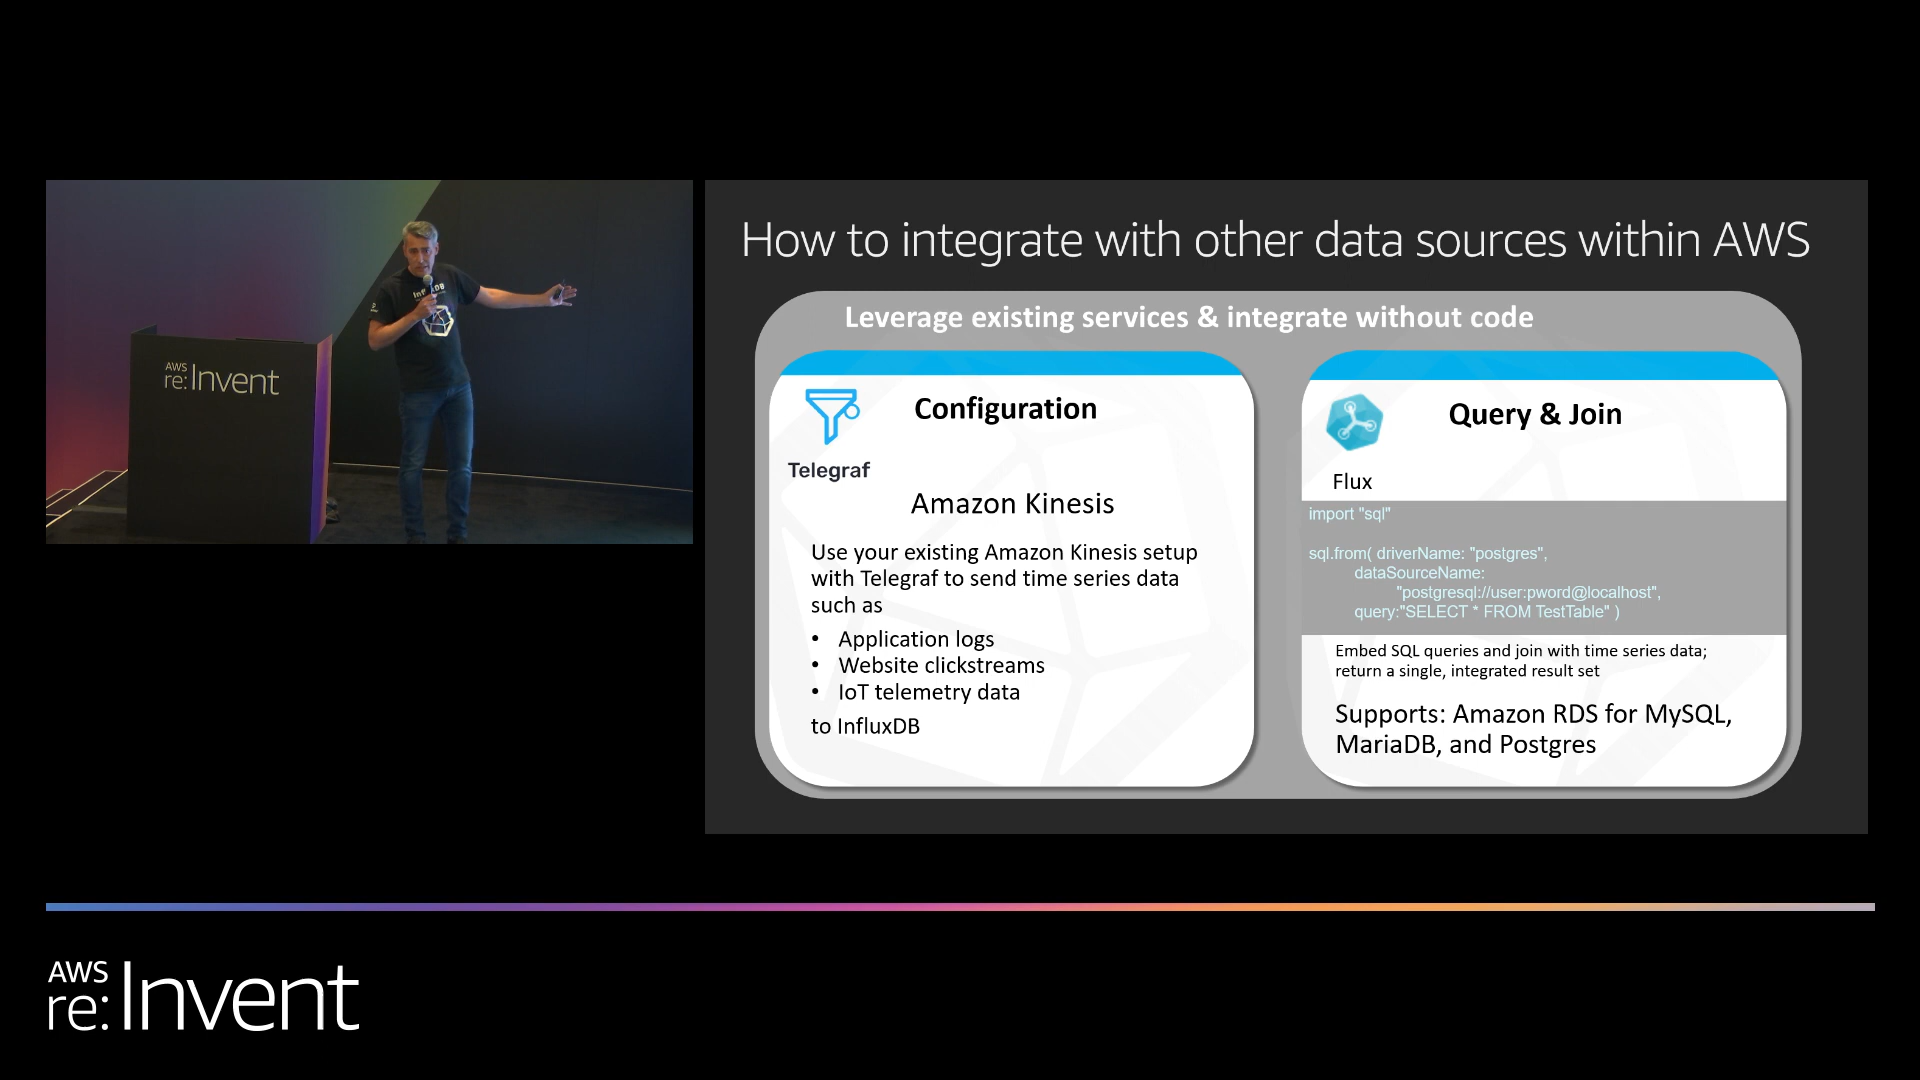 AWS
re:Invent
InfluxDB
How to integrate with other data sources within AWS
Leverage existing services & integrate without code
Configuration
Telegraf
Amazon Kinesis
Use your existing Amazon Kinesis setup
with Telegraf to send time series data
such as
• Application logs
• Website clickstreams
• IoT telemetry data
to InfluxDB
Query & Join
Flux
import "sql"
sql.from( driverName: "postgres",
dataSourceName:
"postgresql://user:pword@localhost",
query:"SELECT * FROM TestTable" )
Embed SQL queries and join with time series data;
return a single, integrated result set
Supports: Amazon RDS for MySQL,
MariaDB, and Postgres
AWS
re:Invent